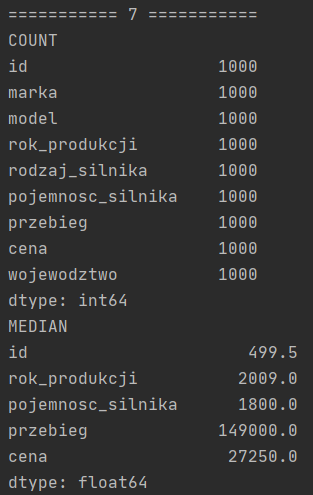 =========== 7 ===========
COUNT
id                   1000
marka                1000
model                1000
rok_produkcji        1000
rodzaj_silnika       1000
pojemnosc_silnika    1000
przebieg             1000
cena                 1000
wojewodztwo          1000
dtype: int64
MEDIAN
id                      499.5
rok_produkcji          2009.0
pojemnosc_silnika      1800.0
przebieg             149000.0
cena                  27250.0
dtype: float64